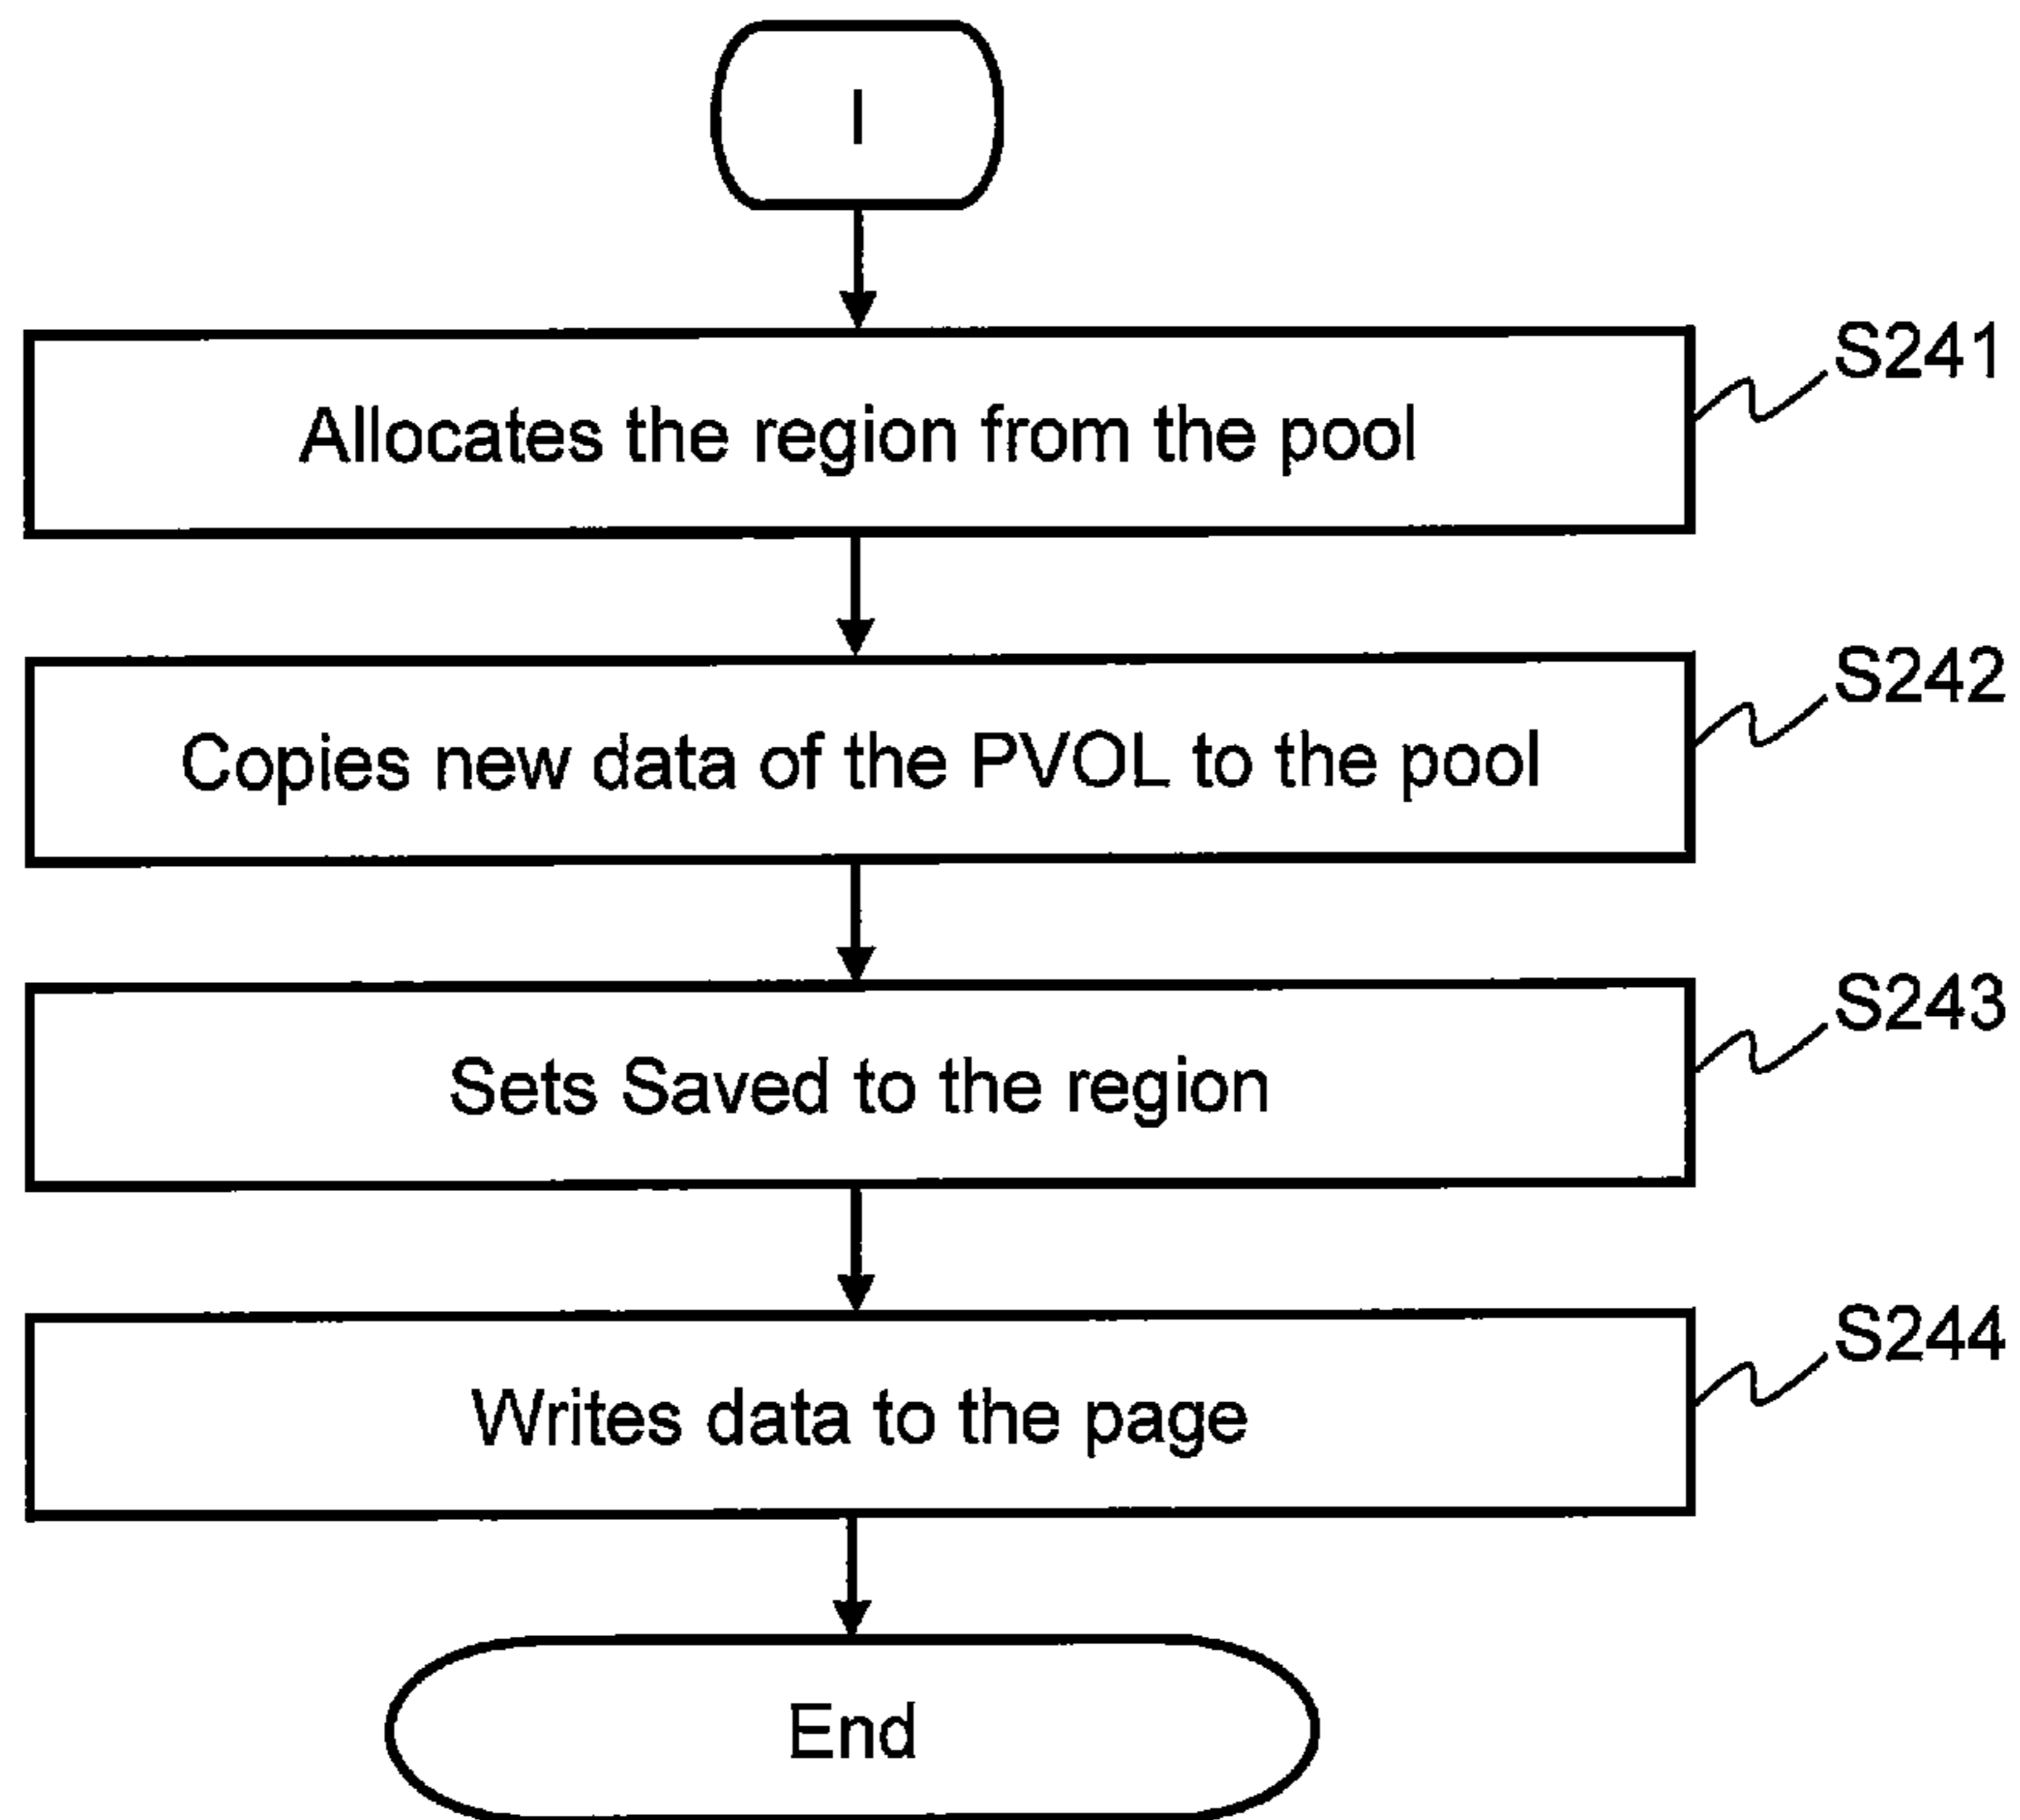 I
Allocates the region from the pool
S241
Copies new data of the PVOL to the pool
S242
Sets Saved to the region
S243
Writes data to the page
S244
End